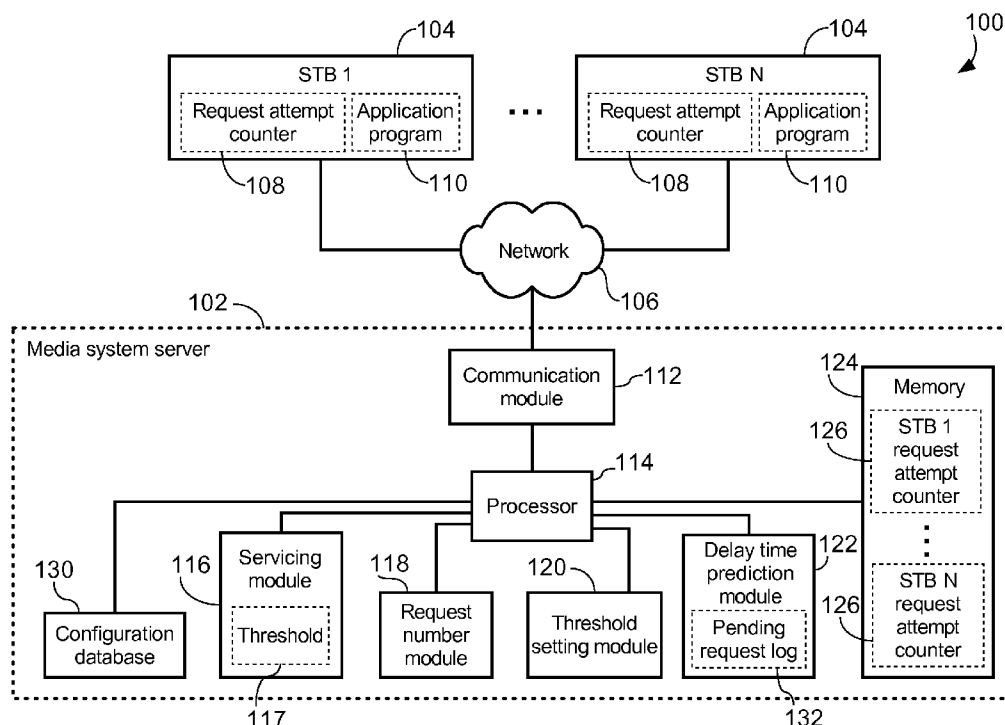 100
104
STB 1
Request attempt
counter
Application
program
108
110
...
104
STB N
Request attempt
counter
Application
program
108
110
Network
106
102
Media system server
Communication
module
112
Processor
114
124
Memory
126
STB 1
request
attempt
counter
126
STB N
request
attempt
counter
130
Configuration
database
116
Servicing
module
Threshold
117
118
Request
number
module
120
Threshold
setting module
122
Delay time
prediction
module
Pending
request log
132